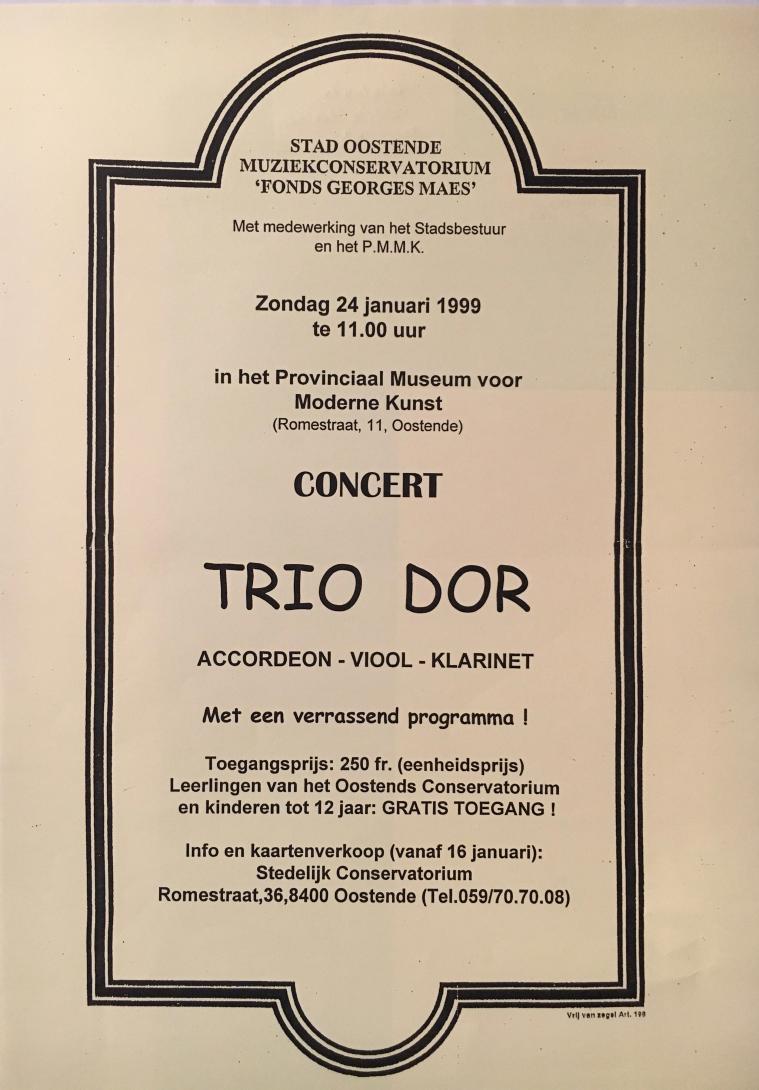 STAD OOSTENDE
MUZIEKCONSERVATORIUM
'FONDS GEORGES MAES'
Met medewerking van het Stadsbestuur
en het P.M.M.K.
Zondag 24 januari 1999
te 11.00 uur
in het Provinciaal Museum voor
Moderne Kunst
(Romestraat, 11, Oostende)
CONCERT
TRIO DOR
ACCORDEON - VIOOL - KLARINET
Met een verrassend programma !
Toegangsprijs: 250 fr. (eenheidsprijs)
Leerlingen van het Oostends Conservatorium
en kinderen tot 12 jaar: GRATIS TOEGANG !
Info en kaartenverkoop (vanaf 16 januari):
Stedelijk Conservatorium
Romestraat,36,8400 Oostende (Tel.059/70.70.08)
Vrij van zegel Art. 198